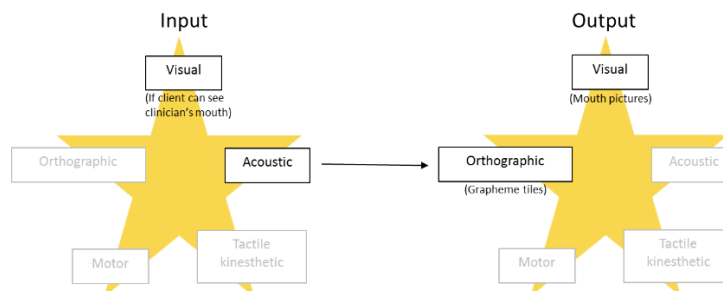 Input
Output
Visual
(If client can see
clinician's mouth)
Visual
(Mouth pictures)
Orthographic
Acoustic
Orthographic
(Grapheme tiles)
Acoustic
Motor
Tactile
kinesthetic
Motor
Tactile
kinesthetic